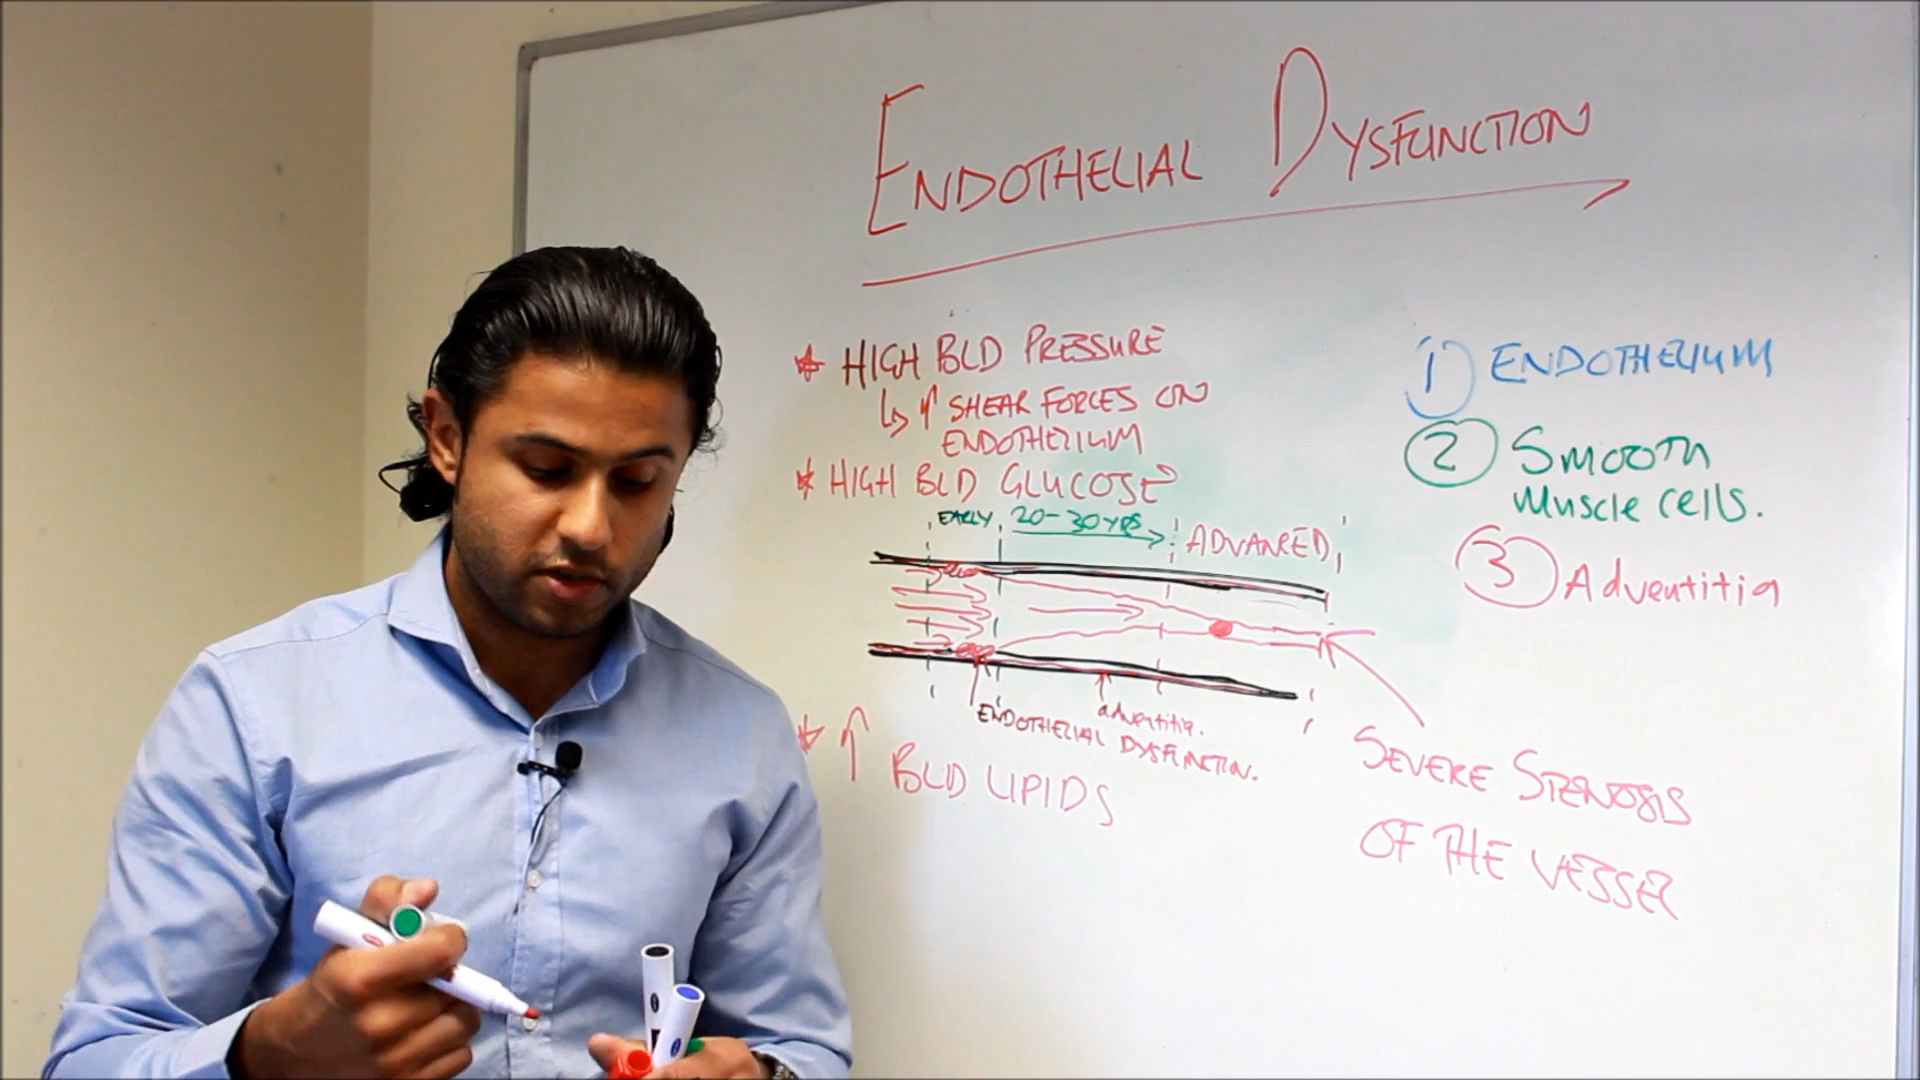 ENDOTHELIAL DYSFUNCTION
* HIGH BLD PRESSURE
↳ ↑ SHEAR FORCES ON
ENDOTHELIUM
* HIGH BLD GLUCOSE
EARLY 20-30 YRS → ADVANCED
adventitia.
ENDOTHELIAL DYSFUNCTION.
* ↑ BLD LIPIDS
1) ENDOTHELIUM
2 Smooth
Muscle cells.
3 Adventitia
SEVERE STENOSIS
OF THE VESSEL